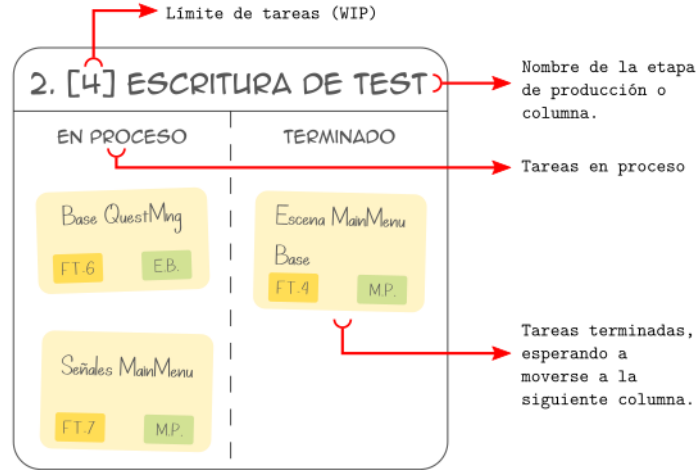 Límite de tareas (WIP)
2. [4] ESCRITURA DE TEST
Nombre de la etapa
de producción o
columna.
EN PROCESO
TERMINADO
Tareas en proceso
Base QuestMng
FT.6
E.B.
Escena MainMenu
Base
FT.4
M.P.
Señales MainMenu
FT.7
M.P.
Tareas terminadas,
esperando a
moverse a la
siguiente columna.